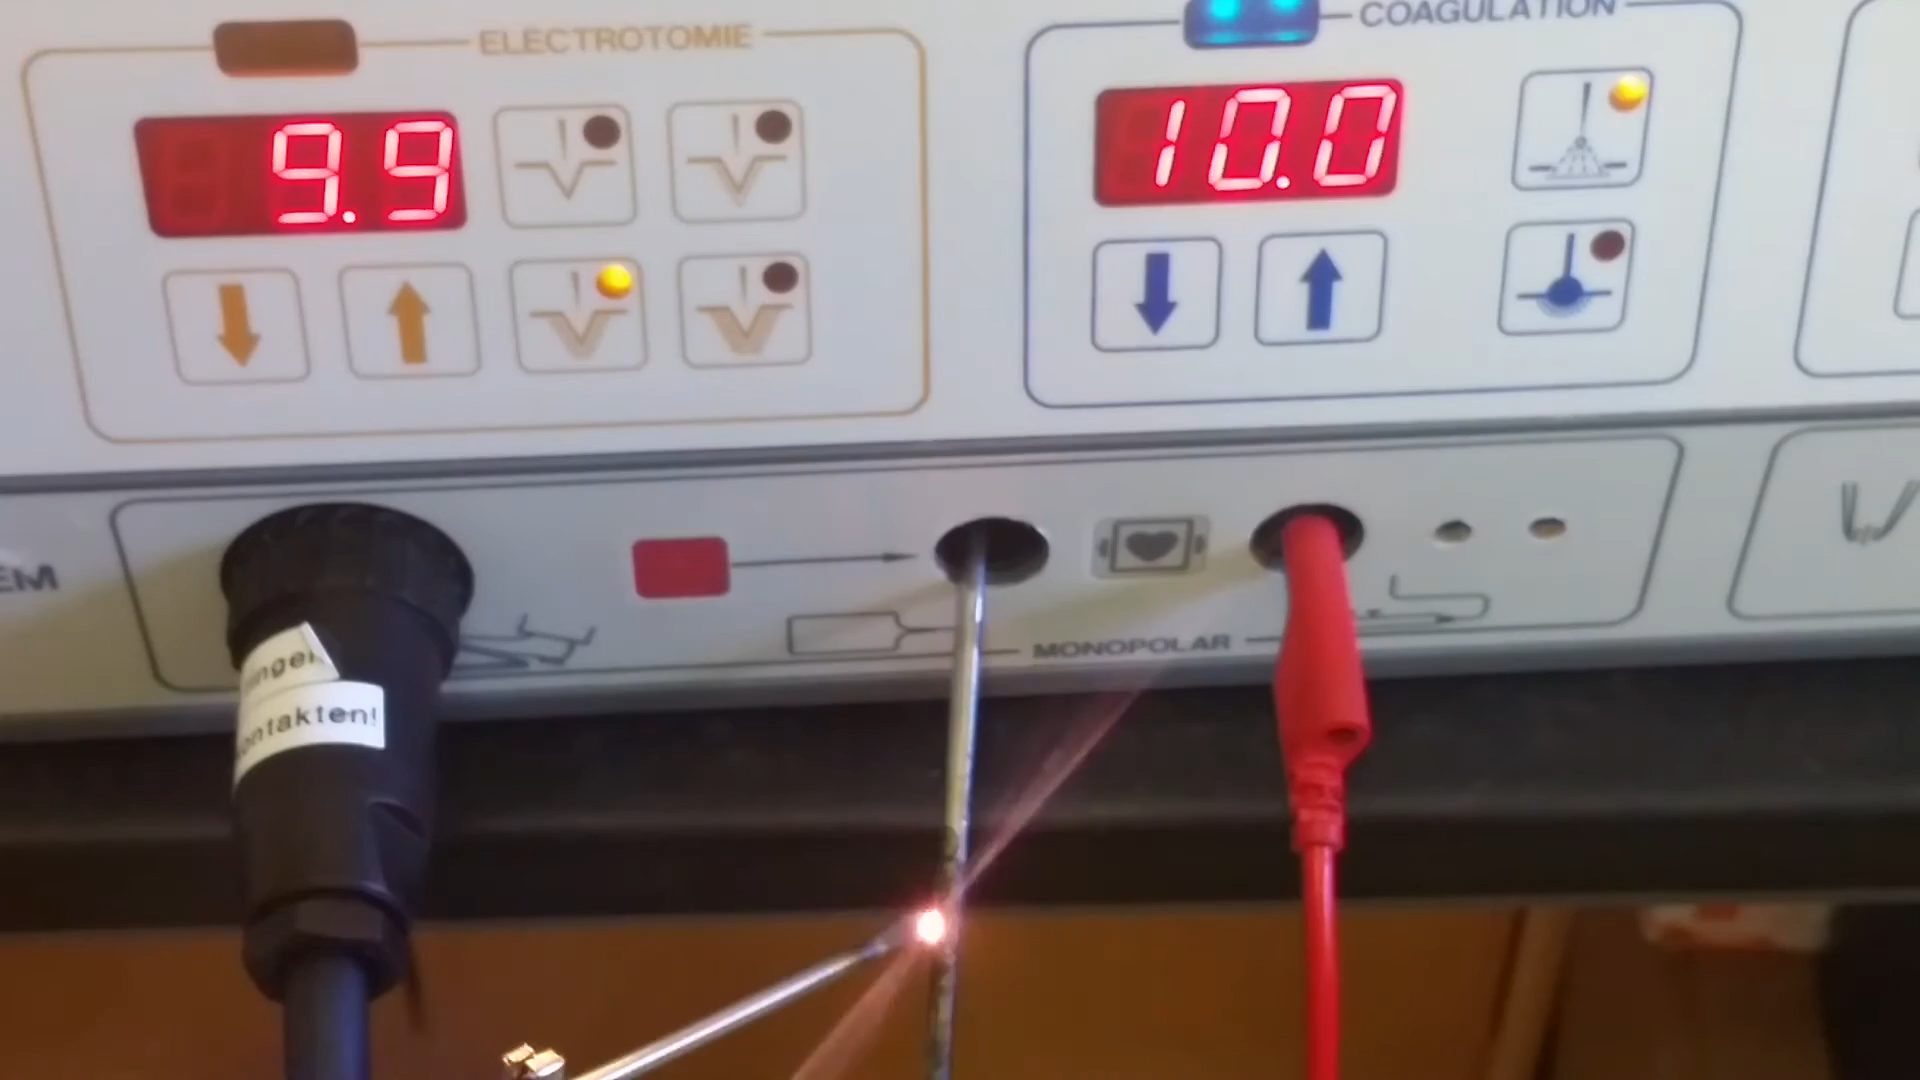 ELECTROTOMIE
COAGULATION
9.9
10.0
EM
MONOPOLAR
ontakten!